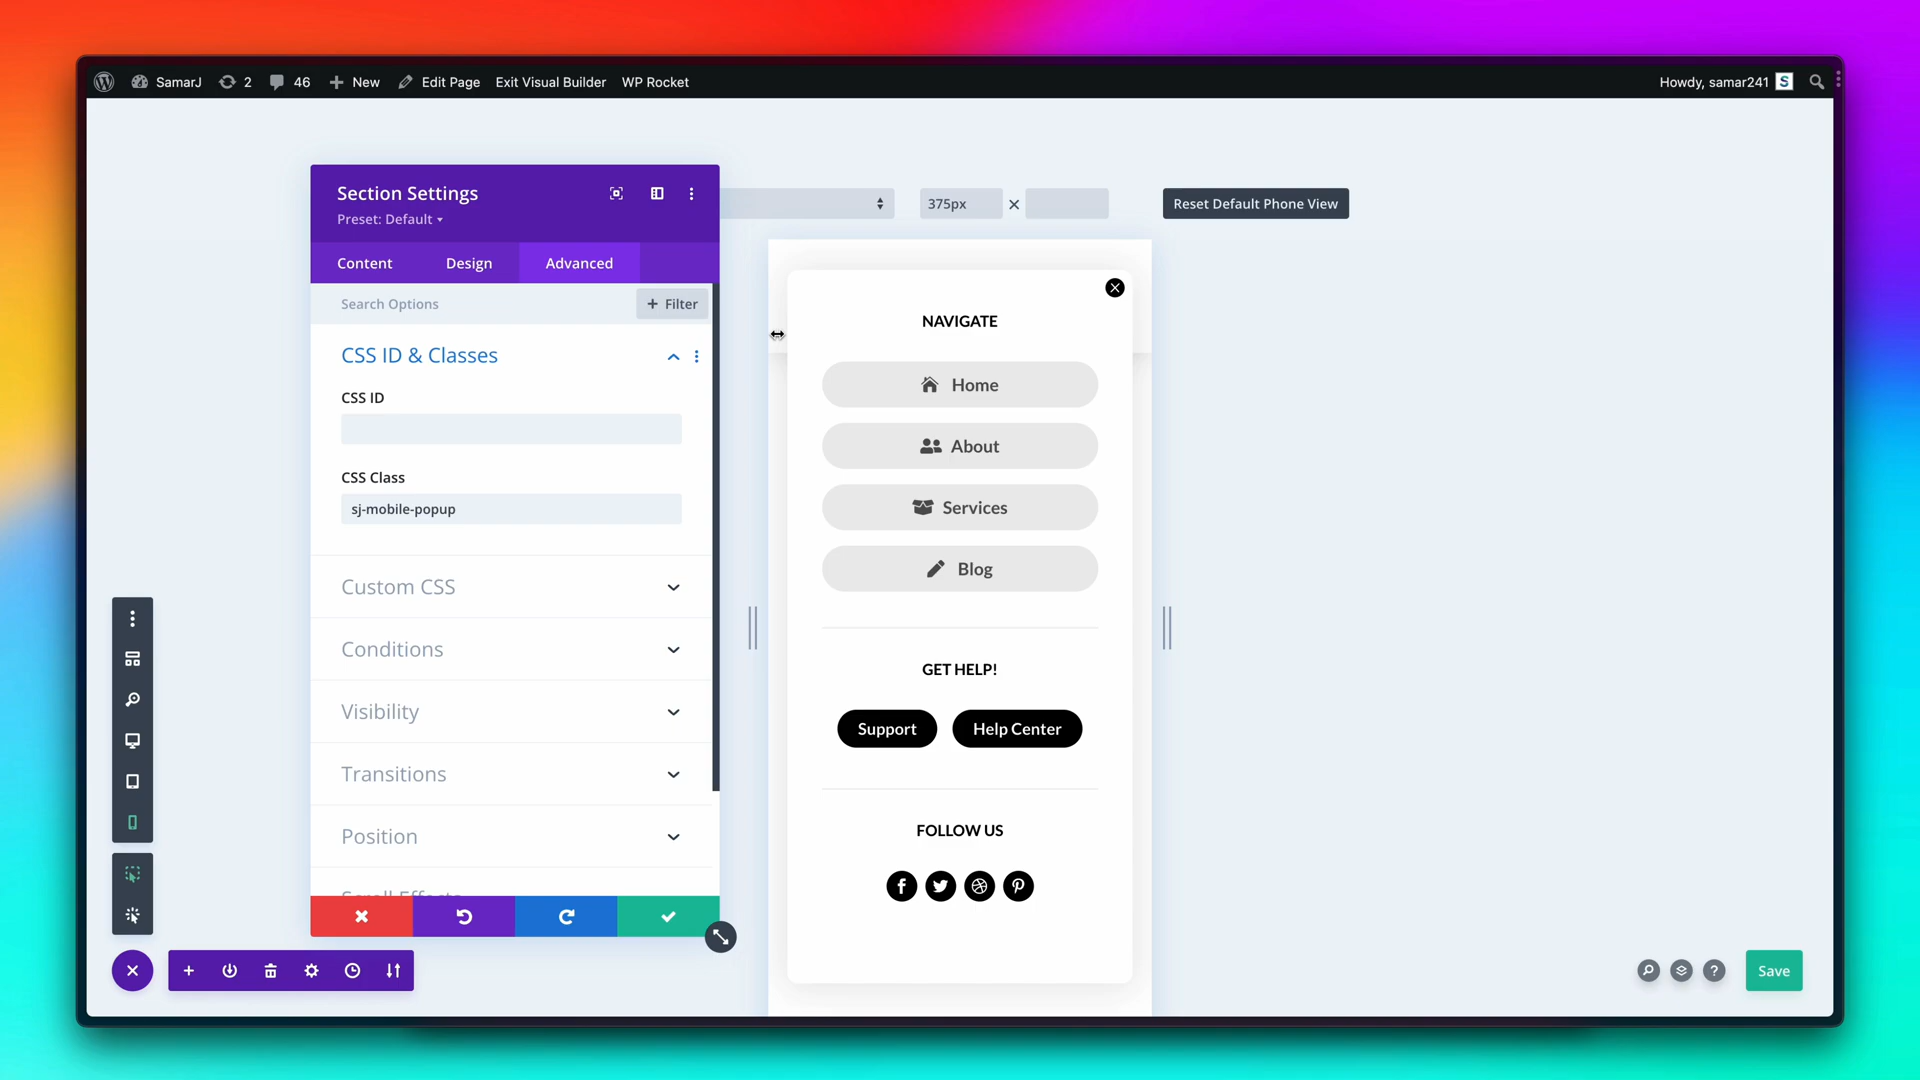 SamarJ 2 46 New Edit Page Exit Visual Builder WP Rocket Howdy, samar241 S
Section Settings
Preset: Default
Content Design Advanced
Search Options + Filter
CSS ID & Classes
CSS ID
CSS Class
sj-mobile-popup
Custom CSS
Conditions
Visibility
Transitions
Position
Scroll Effects
375px
Reset Default Phone View
NAVIGATE
Home
About
Services
Blog
GET HELP!
Support Help Center
FOLLOW US
Save